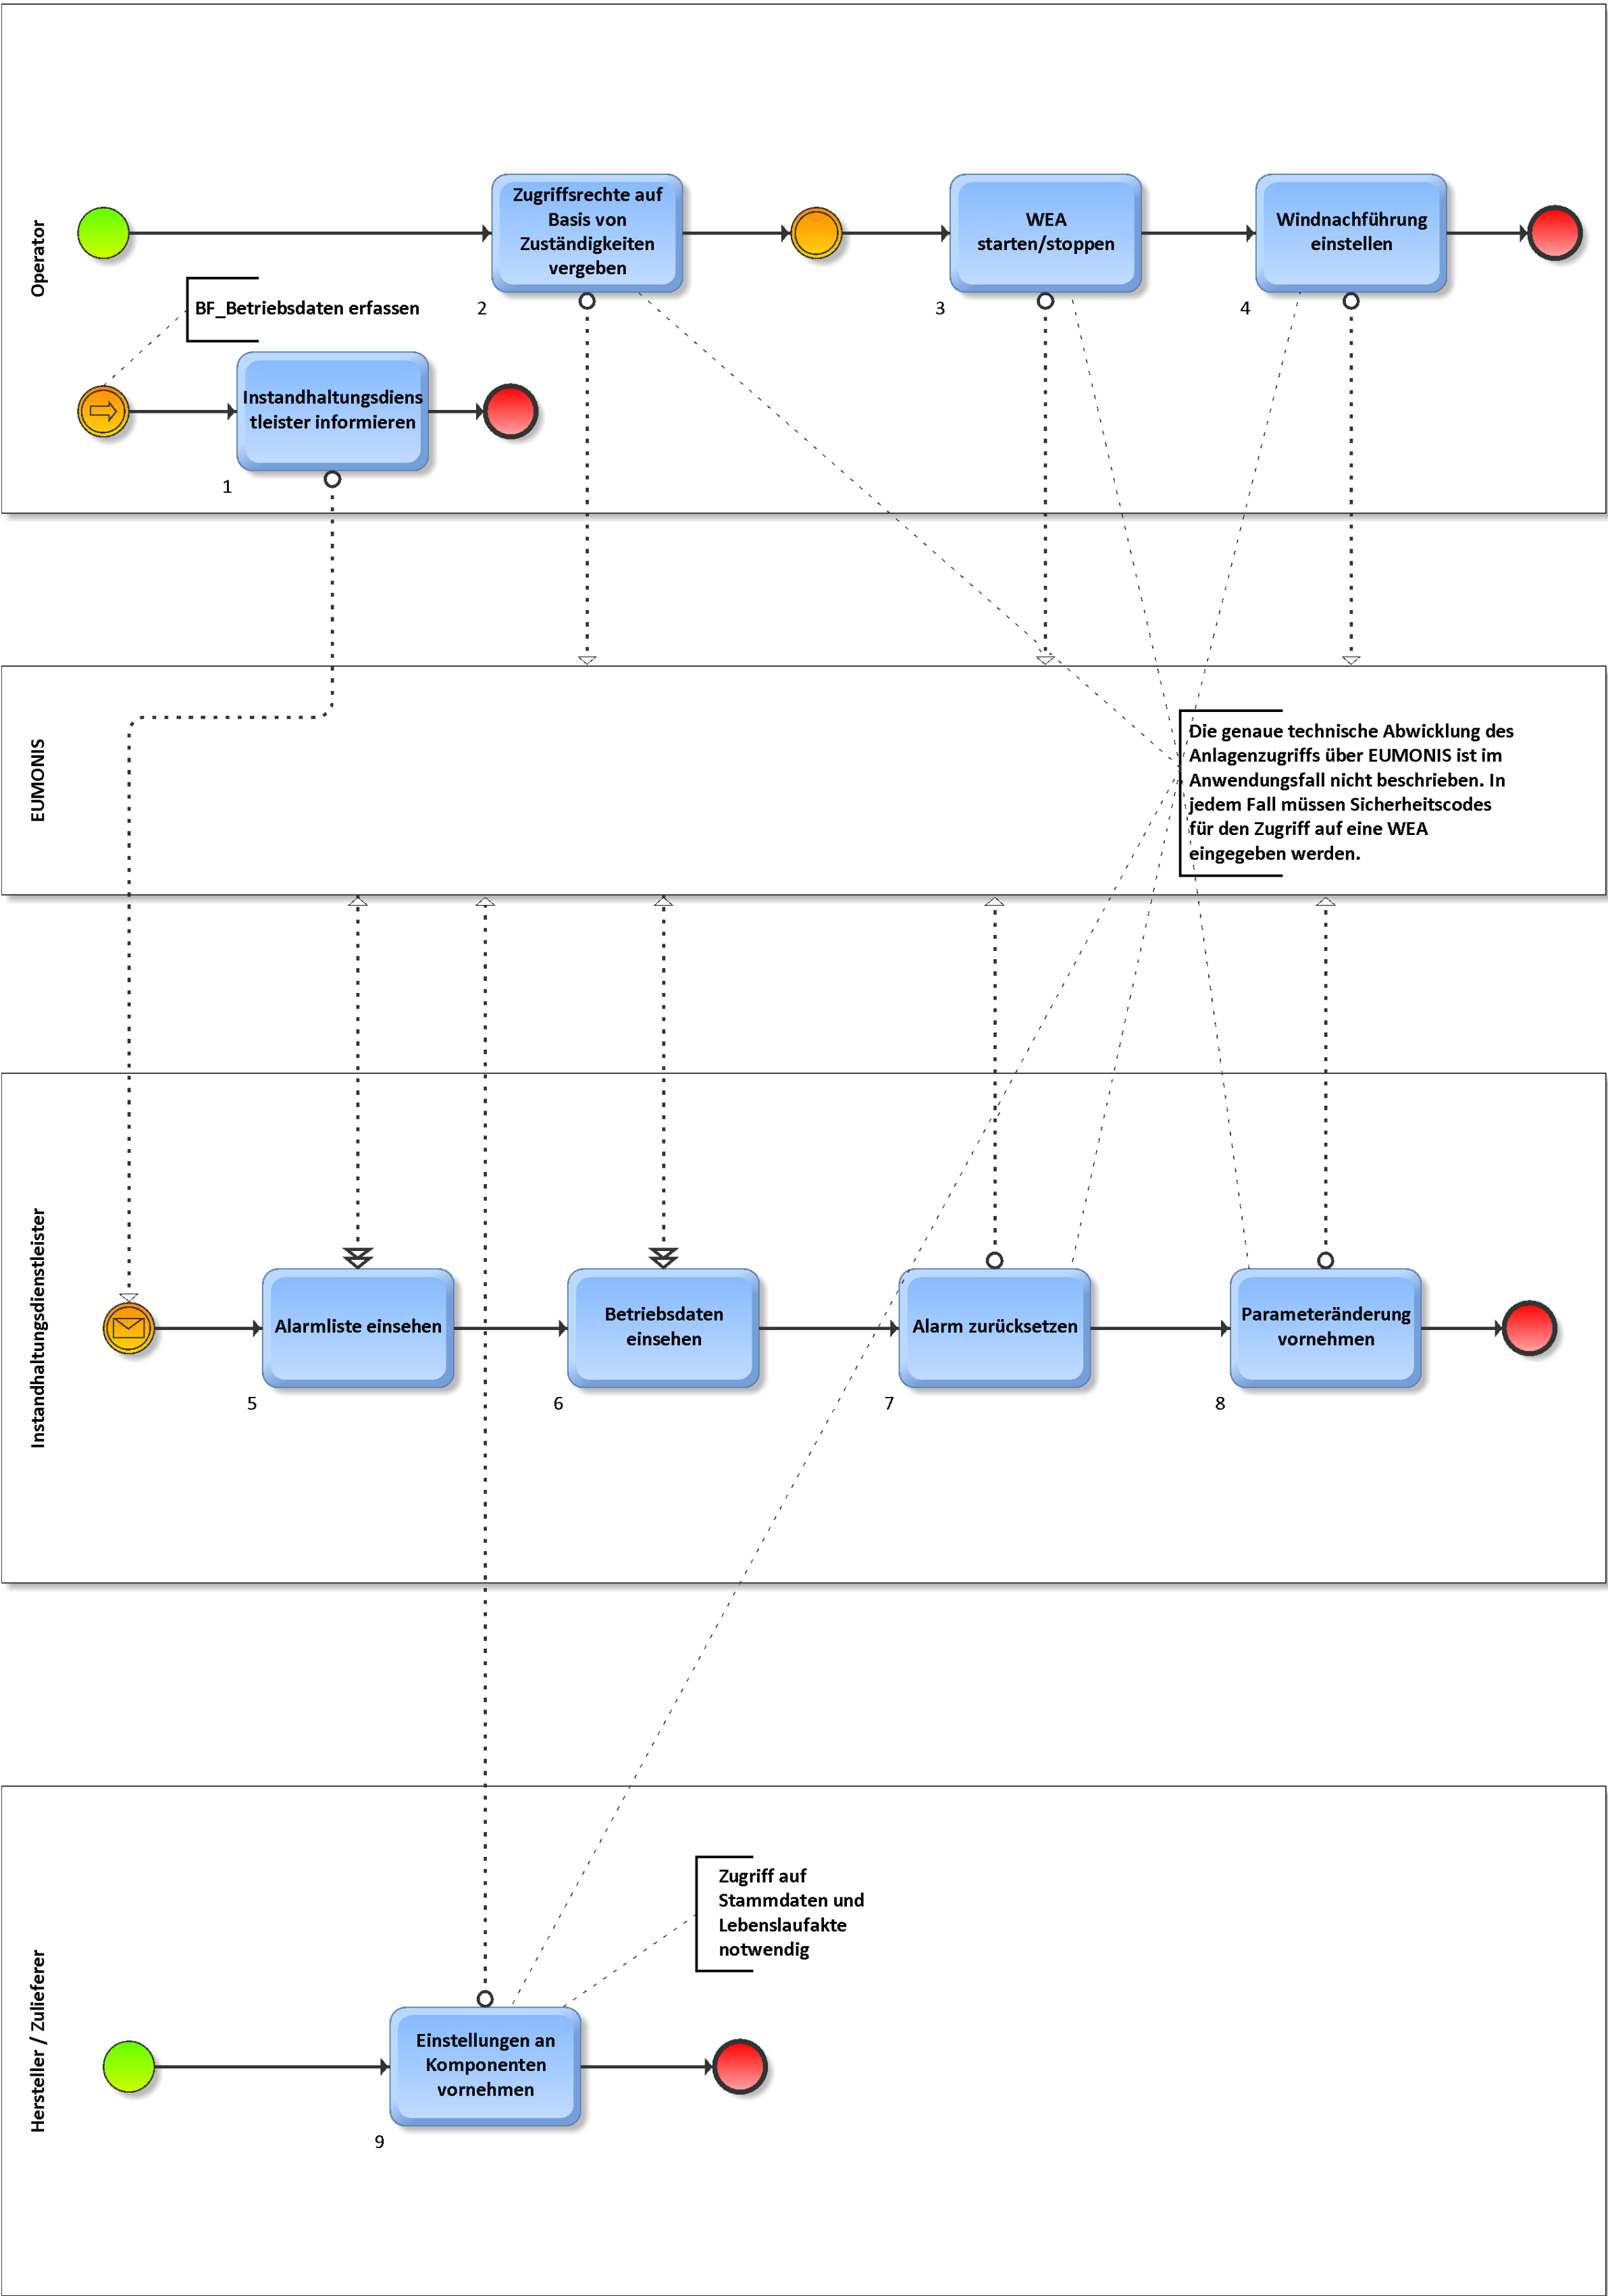 Operator
Zugriffsrechte auf
Basis von
Zuständigkeiten
vergeben
2
WEA
starten/stoppen
3
Windnachführung
einstellen
4
BF_Betriebsdaten erfassen
Instandhaltungsdiens
tleister informieren
1
EUMONIS
Die genaue technische Abwicklung des
Anlagenzugriffs über EUMONIS ist im
Anwendungsfall nicht beschrieben. In
jedem Fall müssen Sicherheitscodes
für den Zugriff auf eine WEA
eingegeben werden.
Instandhaltungsdienstleister
Alarmliste einsehen
5
Betriebsdaten
einsehen
6
Alarm zurücksetzen
7
Parameteränderung
vornehmen
8
Hersteller / Zulieferer
Zugriff auf
Stammdaten und
Lebenslaufakte
notwendig
Einstellungen an
Komponenten
vornehmen
9